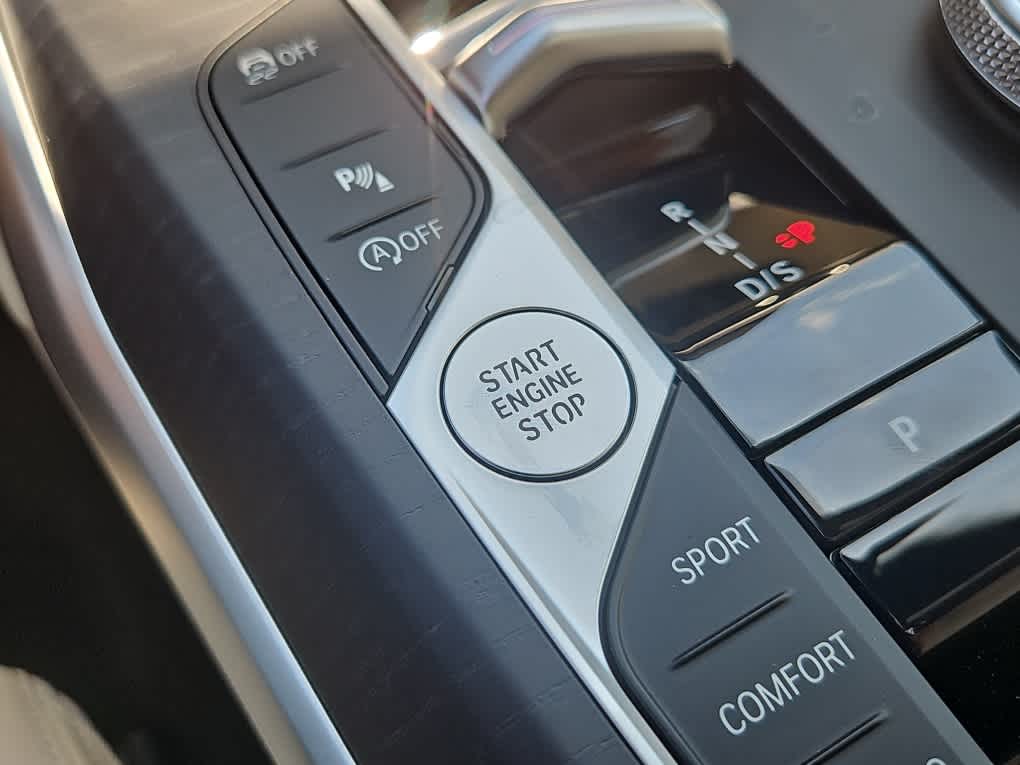 OFF
P
A OFF
R
N
D/S
P
START
ENGINE
STOP
P
SPORT
COMFORT